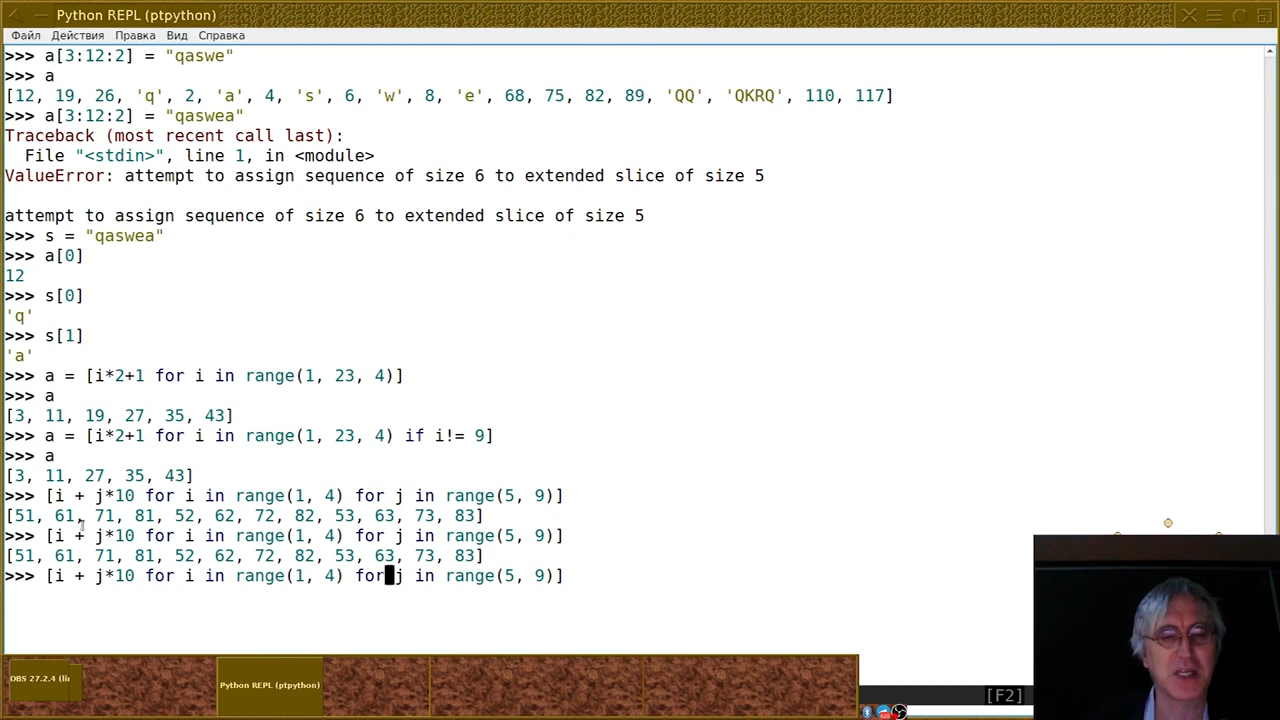 Python REPL (ptpython)
Файл Действия Правка Вид Справка
>>> a[3:12:2] = "qaswe"
>>> a
[12, 19, 26, 'q', 2, 'a', 4, 's', 6, 'w', 8, 'e', 68, 75, 82, 89, 'QQ', 'QKRQ', 110, 117]
>>> a[3:12:2] = "qaswea"
Traceback (most recent call last):
  File "<stdin>", line 1, in <module>
ValueError: attempt to assign sequence of size 6 to extended slice of size 5
attempt to assign sequence of size 6 to extended slice of size 5
>>> s = "qaswea"
>>> a[0]
12
>>> s[0]
'q'
>>> s[1]
'a'
>>> a = [i*2+1 for i in range(1, 23, 4)]
>>> a
[3, 11, 19, 27, 35, 43]
>>> a = [i*2+1 for i in range(1, 23, 4) if i!= 9]
>>> a
[3, 11, 27, 35, 43]
>>> [i + j*10 for i in range(1, 4) for j in range(5, 9)]
[51, 61, 71, 81, 52, 62, 72, 82, 53, 63, 73, 83]
>>> [i + j*10 for i in range(1, 4) for j in range(5, 9)]
[51, 61, 71, 81, 52, 62, 72, 82, 53, 63, 73, 83]
>>> [i + j*10 for i in range(1, 4) for j in range(5, 9)]
[F2]
DBS 27.2.4 (lir
Python REPL (ptpython)